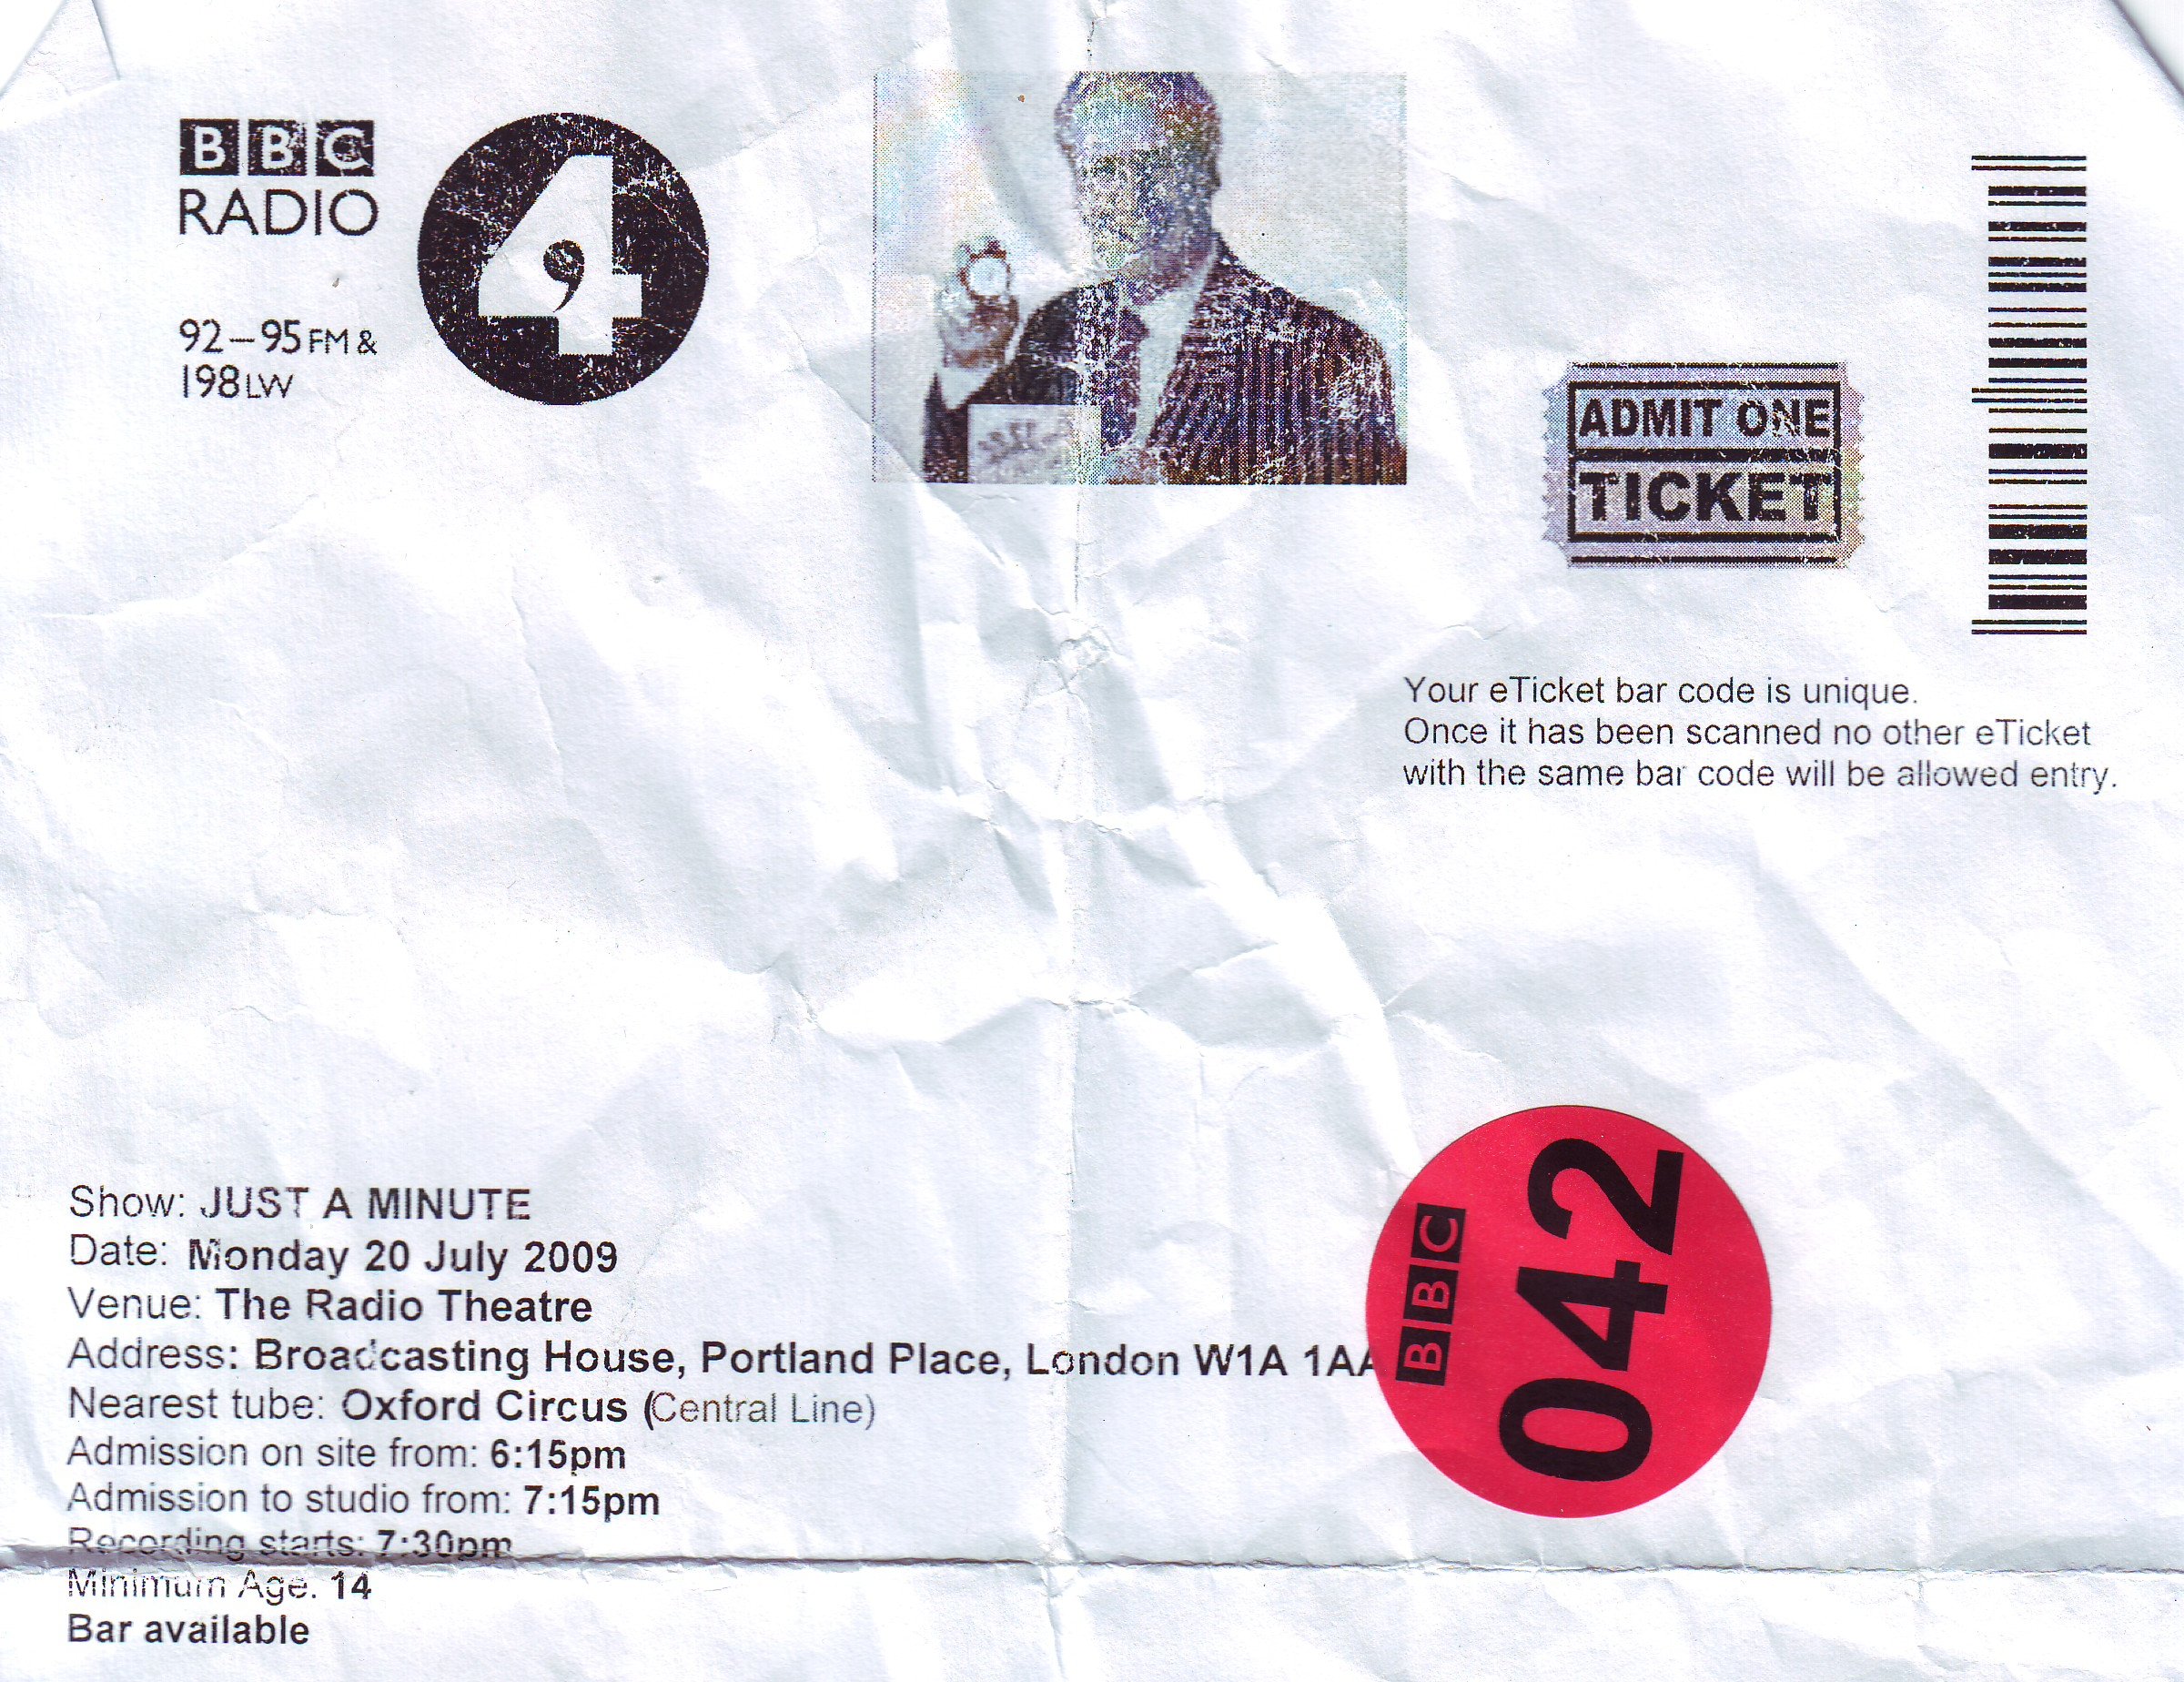 BBC
RADIO
92–95 FM &
198 LW
4
ADMIT ONE
TICKET
Your eTicket bar code is unique.
Once it has been scanned no other eTicket
with the same bar code will be allowed entry.
Show: JUST A MINUTE
Date: Monday 20 July 2009
Venue: The Radio Theatre
Address: Broadcasting House, Portland Place, London W1A 1AA
Nearest tube: Oxford Circus (Central Line)
Admission on site from: 6:15pm
Admission to studio from: 7:15pm
Recording starts: 7:30pm
Minimum Age. 14
Bar available
BBC
042